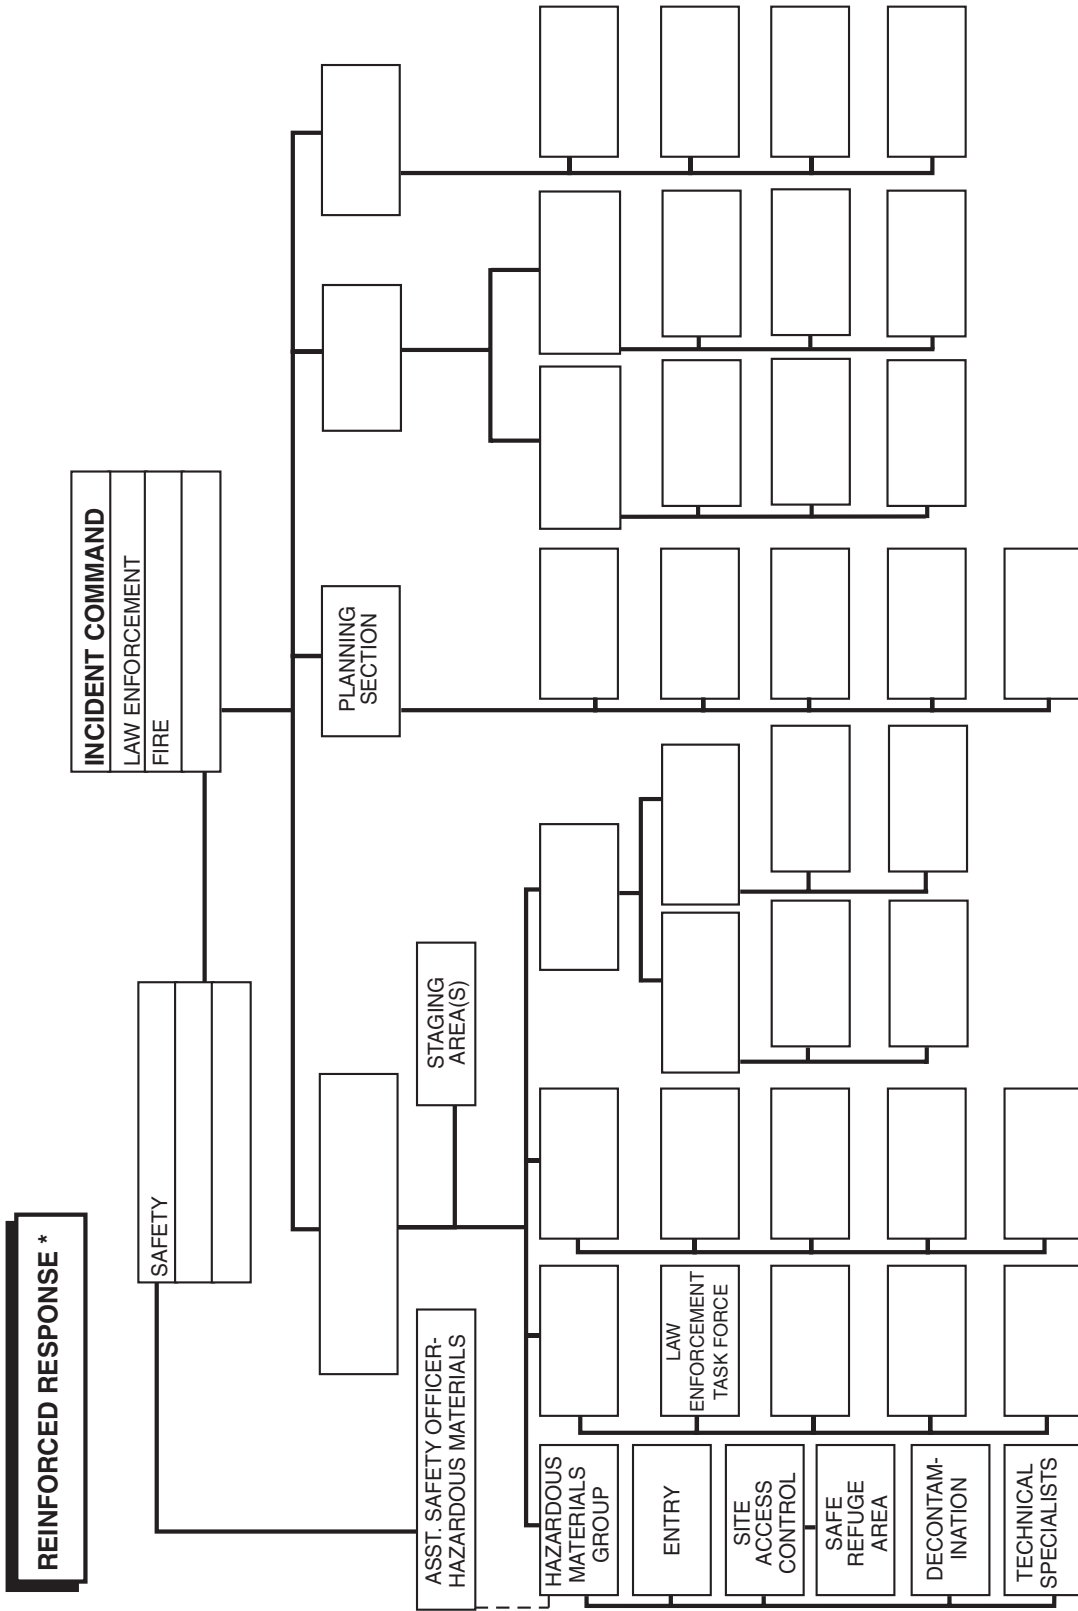 REINFORCED RESPONSE *
INCIDENT COMMAND
LAW ENFORCEMENT
FIRE
SAFETY
PLANNING
SECTION
ASST. SAFETY OFFICER-
HAZARDOUS MATERIALS
STAGING
AREA(S)
HAZARDOUS
MATERIALS
GROUP
LAW
ENFORCEMENT
TASK FORCE
ENTRY
SITE
ACCESS
CONTROL
SAFE
REFUGE
AREA
DECONTAM-
INATION
TECHNICAL
SPECIALISTS